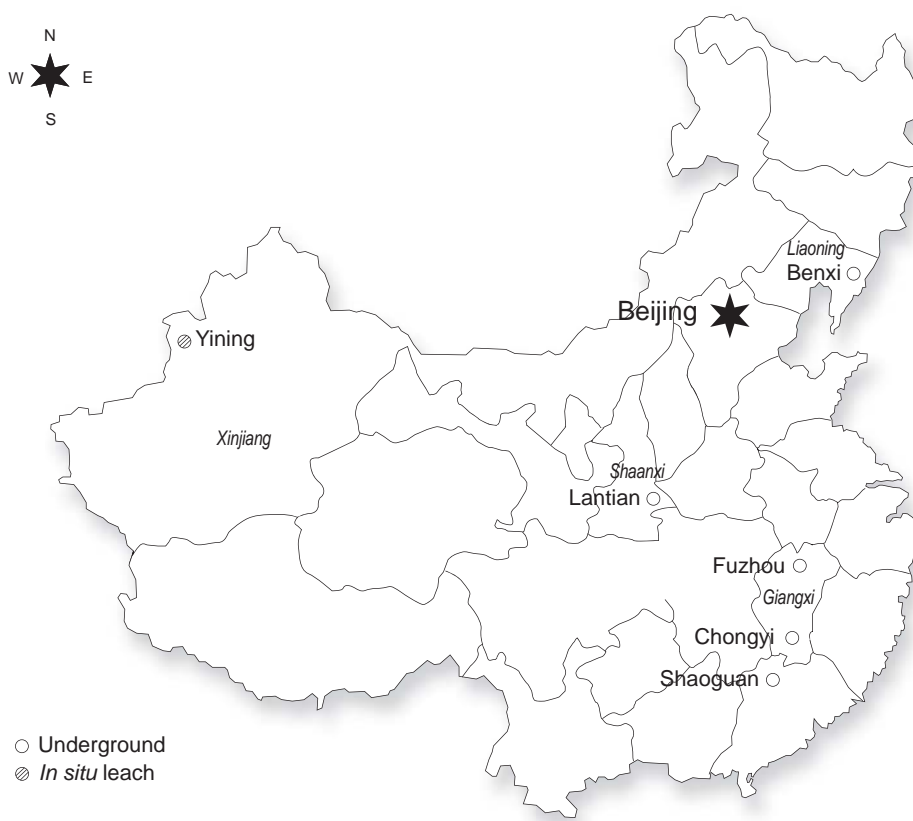 N
W E
S
Liaoning
Benxi
Beijing
Yining
Xinjiang
Shaanxi
Lantian
Fuzhou
Giangxi
Chongyi
Shaoguan
Underground
In situ leach